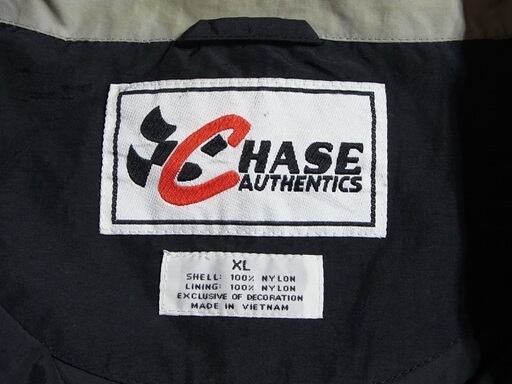 CHASE
AUTHENTICS
XL
SHELL: 100% NYLON
LINING: 100% NYLON
EXCLUSIVE OF DECORATION
MADE IN VIETNAM